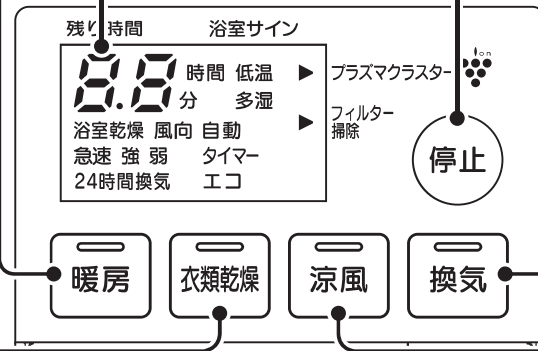 残り時間 浴室サイン
8.8 時間 低温 ▶ プラズマクラスター ion
分 多湿
▶ フィルター
掃除
浴室乾燥 風向 自動
急速 強 弱 タイマー
24時間換気 エコ
停止
暖房 衣類乾燥 涼風 換気